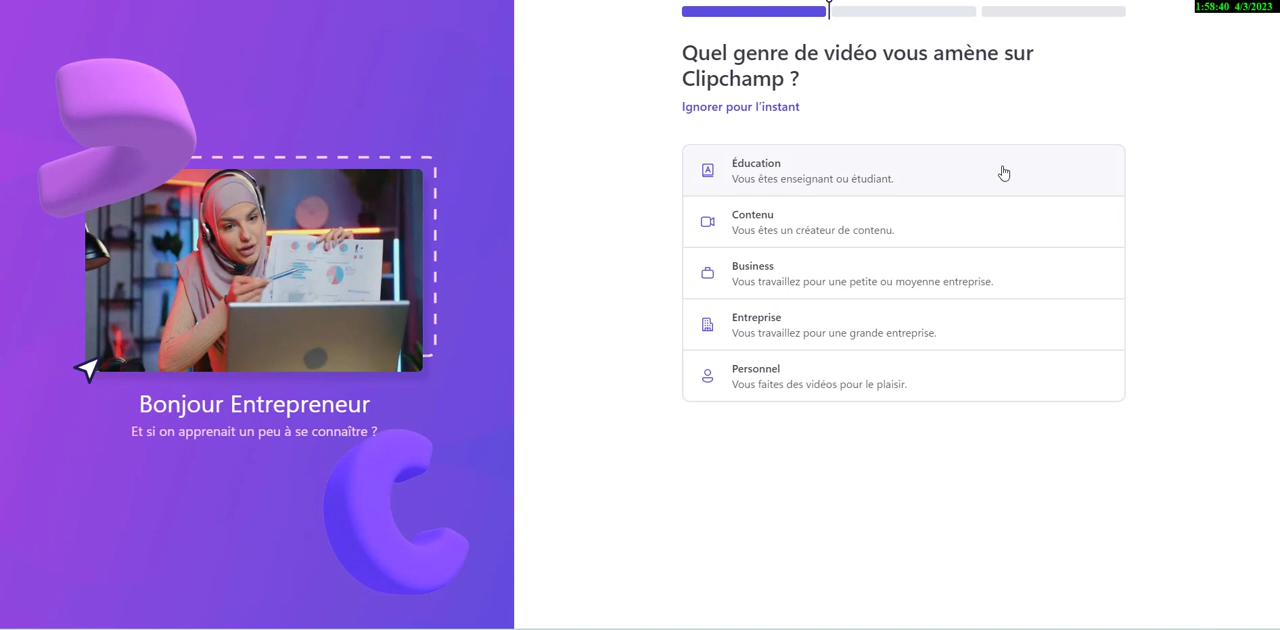 1:58:40 4/3/2023
Quel genre de vidéo vous amène sur
Clipchamp ?
Ignorer pour l’instant
Éducation
Vous êtes enseignant ou étudiant.
Contenu
Vous êtes un créateur de contenu.
Business
Vous travaillez pour une petite ou moyenne entreprise.
Entreprise
Vous travaillez pour une grande entreprise.
Personnel
Vous faites des vidéos pour le plaisir.
Bonjour Entrepreneur
Et si on apprenait un peu à se connaître ?